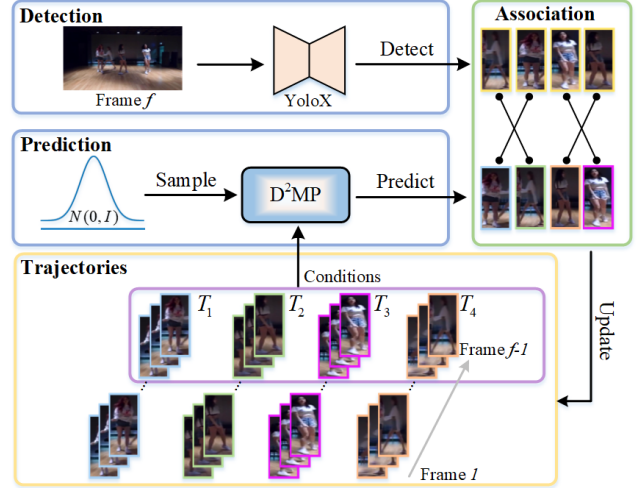 Detection
Frame f
YoloX
Detect
Association
Prediction
N(0, I)
Sample
D²MP
Predict
Trajectories
Conditions
T₁
T₂
T₃
T₄
Frame f-1
Frame 1
Update